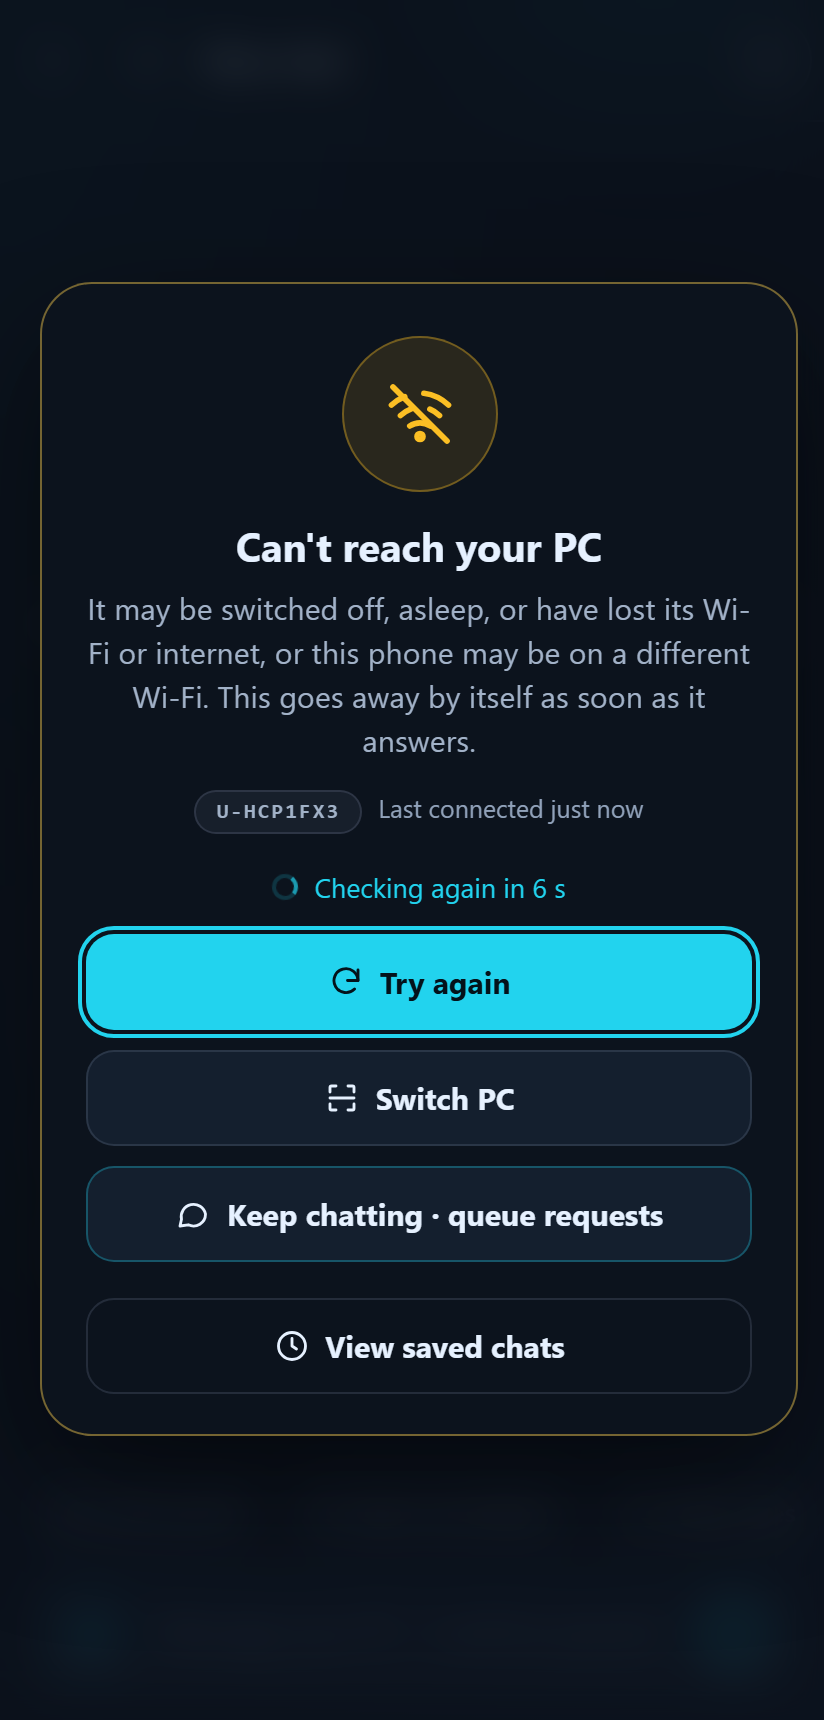 Can't reach your PC
It may be switched off, asleep, or have lost its Wi-
Fi or internet, or this phone may be on a different
Wi-Fi. This goes away by itself as soon as it
answers.
U-HCP1FX3 Last connected just now
Checking again in 6 s
Try again
Switch PC
Keep chatting · queue requests
View saved chats